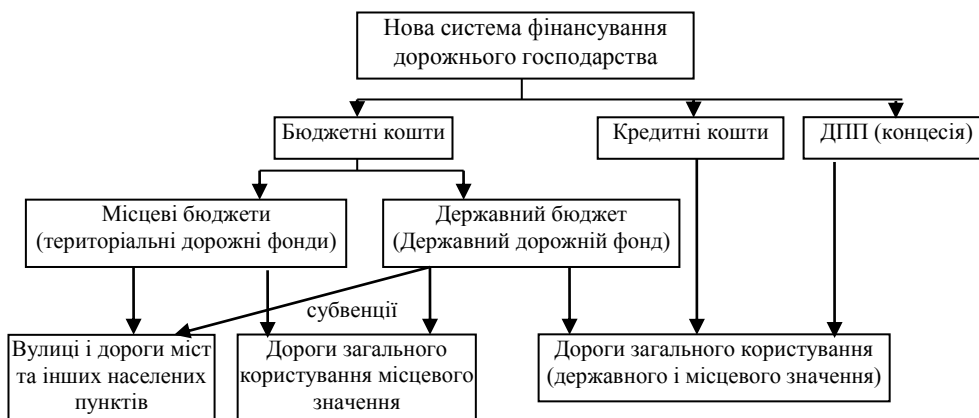 Нова система фінансування
дорожнього господарства
Бюджетні кошти
Кредитні кошти
ДПП (концесія)
Місцеві бюджети
(територіальні дорожні фонди)
Державний бюджет
(Державний дорожній фонд)
субвенції
Вулиці і дороги міст
та інших населених
пунктів
Дороги загального
користування місцевого
значення
Дороги загального користування
(державного і місцевого значення)